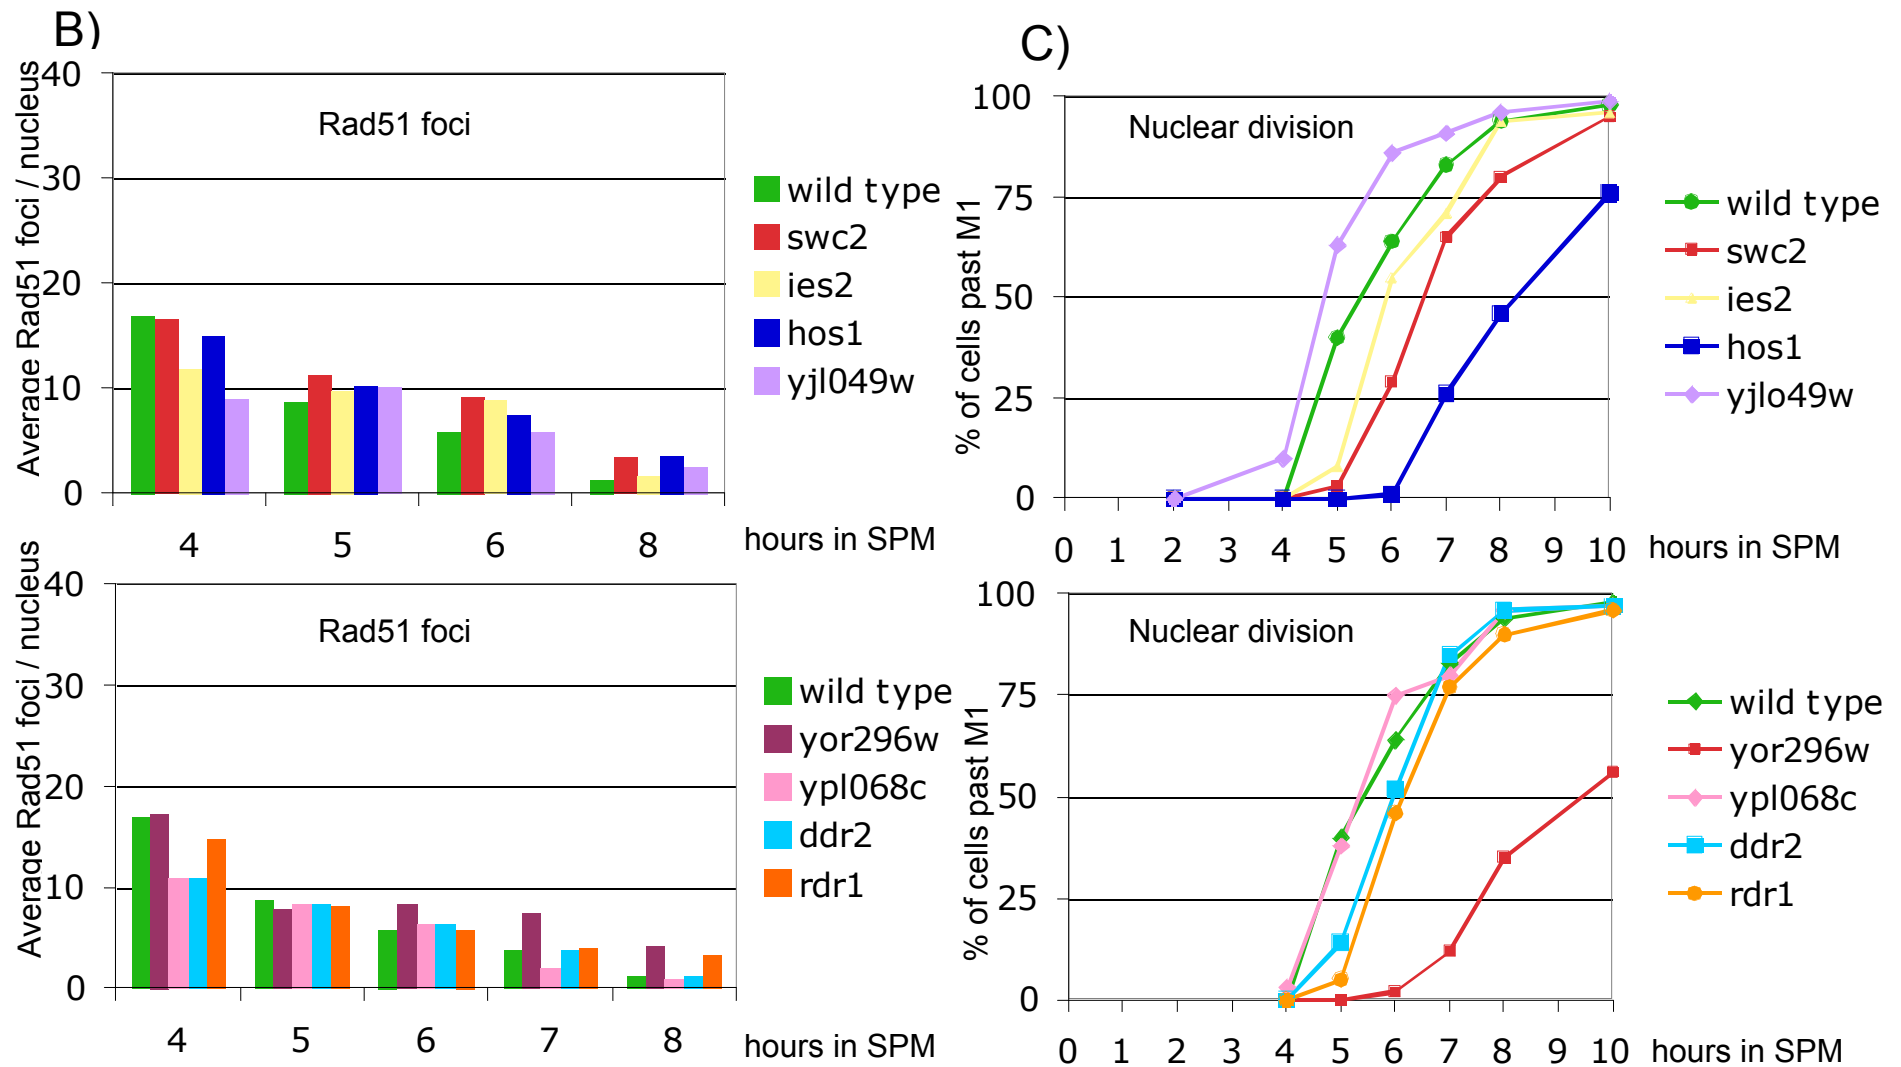 B)
Average Rad51 foci / nucleus
40
30
20
10
0
Rad51 foci
4 5 6 8
hours in SPM
wild type
swc2
ies2
hos1
yjl049w
C)
% of cells past M1
100
75
50
25
0
Nuclear division
0 1 2 3 4 5 6 7 8 9 10
hours in SPM
wild type
swc2
ies2
hos1
yjlo49w
Average Rad51 foci / nucleus
40
30
20
10
0
Rad51 foci
4 5 6 7 8
hours in SPM
wild type
yor296w
ypl068c
ddr2
rdr1
% of cells past M1
100
75
50
25
0
Nuclear division
0 1 2 3 4 5 6 7 8 9 10
hours in SPM
wild type
yor296w
ypl068c
ddr2
rdr1